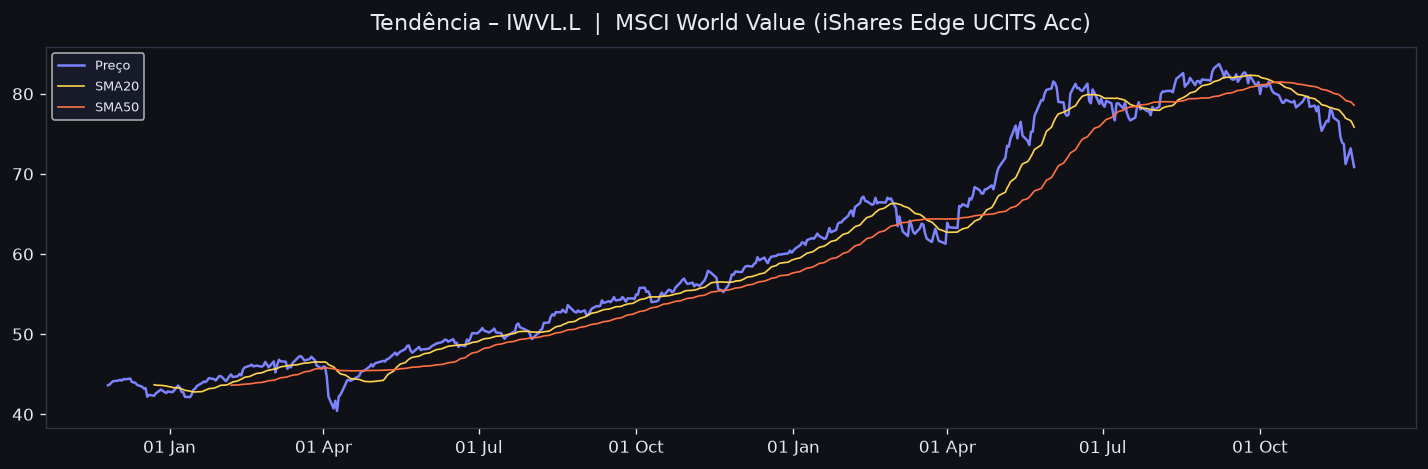 Tendência – IWVL.L | MSCI World Value (iShares Edge UCITS Acc)
Preço
SMA20
SMA50
80
70
60
50
40
01 Jan
01 Apr
01 Jul
01 Oct
01 Jan
01 Apr
01 Jul
01 Oct